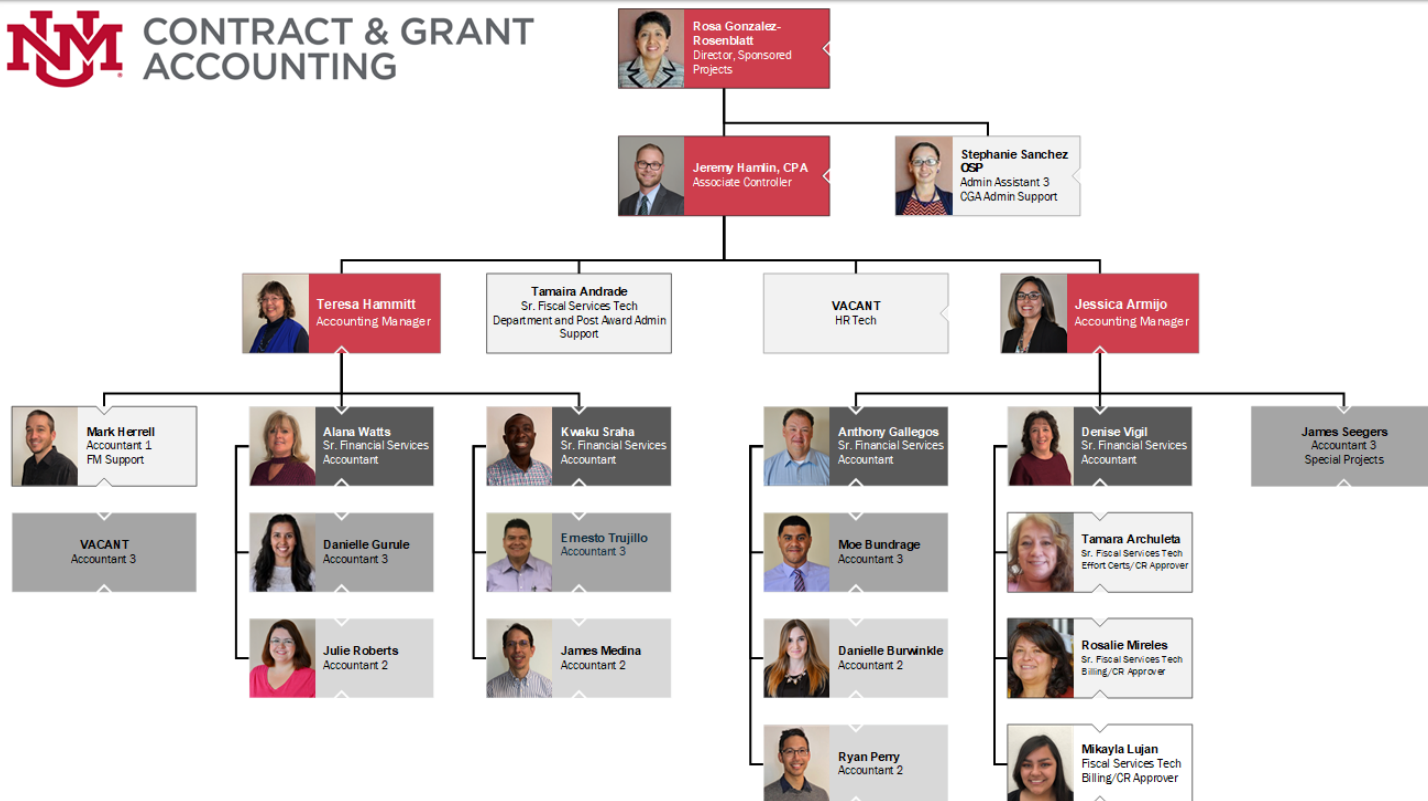 UNM
CONTRACT & GRANT
ACCOUNTING
Rosa Gonzalez-
Rosenblatt
Director, Sponsored
Projects
Jeremy Hamlin, CPA
Associate Controller
Stephanie Sanchez
OSP
Admin Assistant 3
CGA Admin Support
Teresa Hammitt
Accounting Manager
Tamaira Andrade
Sr. Fiscal Services Tech
Department and Post Award Admin
Support
VACANT
HR Tech
Jessica Armijo
Accounting Manager
Mark Herrell
Accountant 1
FM Support
Alana Watts
Sr. Financial Services
Accountant
Kwaku Sraha
Sr. Financial Services
Accountant
Anthony Gallegos
Sr. Financial Services
Accountant
Denise Vigil
Sr. Financial Services
Accountant
James Seegers
Accountant 3
Special Projects
VACANT
Accountant 3
Danielle Gurule
Accountant 3
Ernesto Trujillo
Accountant 3
Moe Bundrage
Accountant 3
Tamara Archuleta
Sr. Fiscal Services Tech
Effort Certs/CR Approver
Julie Roberts
Accountant 2
James Medina
Accountant 2
Danielle Burwinkle
Accountant 2
Rosalie Mireles
Sr. Fiscal Services Tech
Billing/CR Approver
Ryan Perry
Accountant 2
Mikayla Lujan
Fiscal Services Tech
Billing/CR Approver